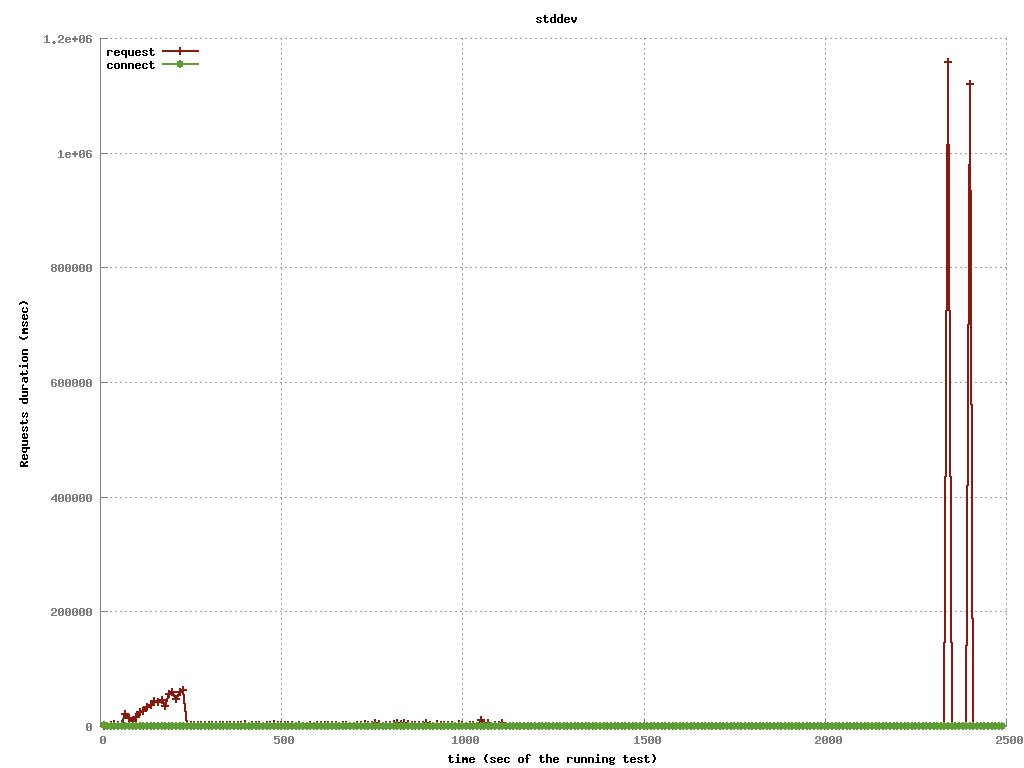 stddev
1.2e+06
request
connect
1e+06
800000
600000
400000
200000
0
Requests duration (msec)
0 500 1000 1500 2000 2500
time (sec of the running test)